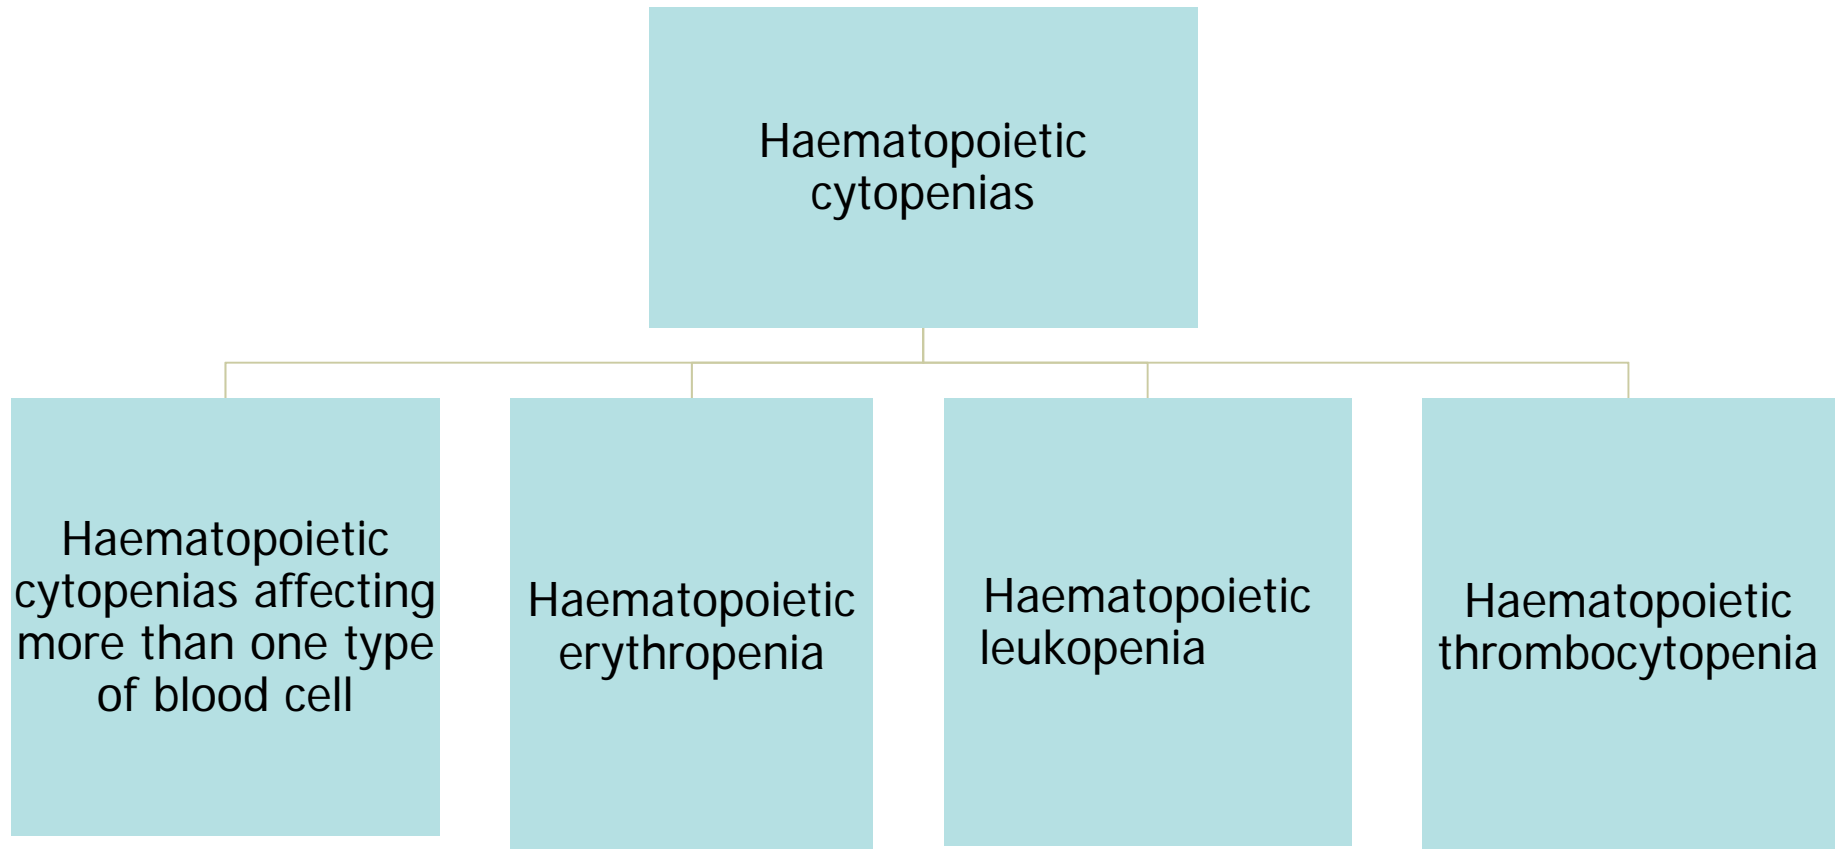 Haematopoietic
cytopenias
Haematopoietic
cytopenias affecting
more than one type
of blood cell
Haematopoietic
erythropenia
Haematopoietic
leukopenia
Haematopoietic
thrombocytopenia